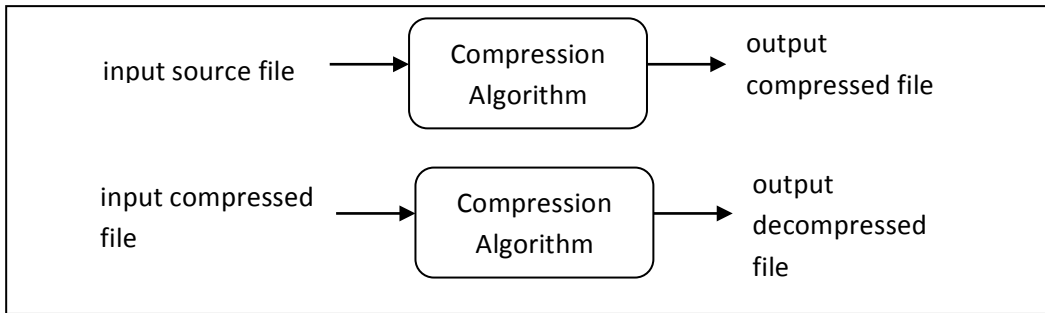 input source file
Compression
Algorithm
output
compressed file
input compressed
file
Compression
Algorithm
output
decompressed
file